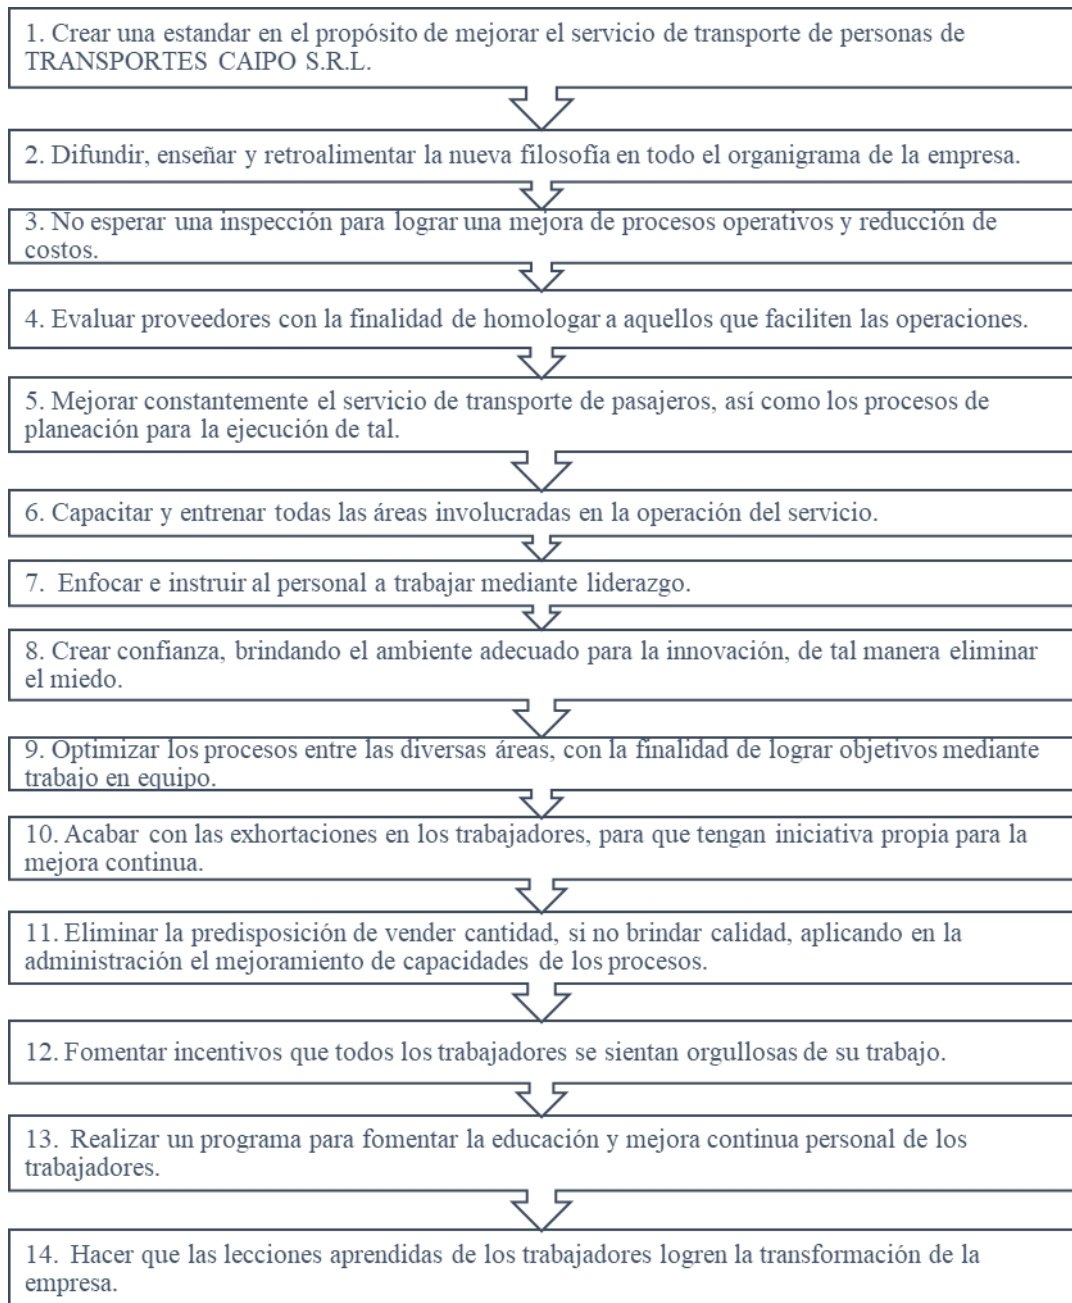 1. Crear una estandar en el propósito de mejorar el servicio de transporte de personas de
TRANSPORTES CAIPO S.R.L.
2. Difundir, enseñar y retroalimentar la nueva filosofía en todo el organigrama de la empresa.
3. No esperar una inspección para lograr una mejora de procesos operativos y reducción de
costos.
4. Evaluar proveedores con la finalidad de homologar a aquellos que faciliten las operaciones.
5. Mejorar constantemente el servicio de transporte de pasajeros, así como los procesos de
planeación para la ejecución de tal.
6. Capacitar y entrenar todas las áreas involucradas en la operación del servicio.
7. Enfocar e instruir al personal a trabajar mediante liderazgo.
8. Crear confianza, brindando el ambiente adecuado para la innovación, de tal manera eliminar
el miedo.
9. Optimizar los procesos entre las diversas áreas, con la finalidad de lograr objetivos mediante
trabajo en equipo.
10. Acabar con las exhortaciones en los trabajadores, para que tengan iniciativa propia para la
mejora continua.
11. Eliminar la predisposición de vender cantidad, si no brindar calidad, aplicando en la
administración el mejoramiento de capacidades de los procesos.
12. Fomentar incentivos que todos los trabajadores se sientan orgullosas de su trabajo.
13. Realizar un programa para fomentar la educación y mejora continua personal de los
trabajadores.
14. Hacer que las lecciones aprendidas de los trabajadores logren la transformación de la
empresa.